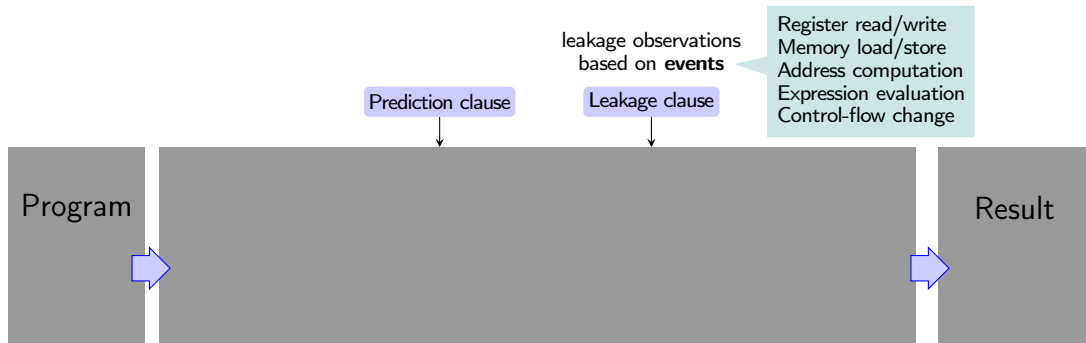 leakage observations
based on events
Register read/write
Memory load/store
Address computation
Expression evaluation
Control-flow change
Prediction clause
Leakage clause
Program
Result